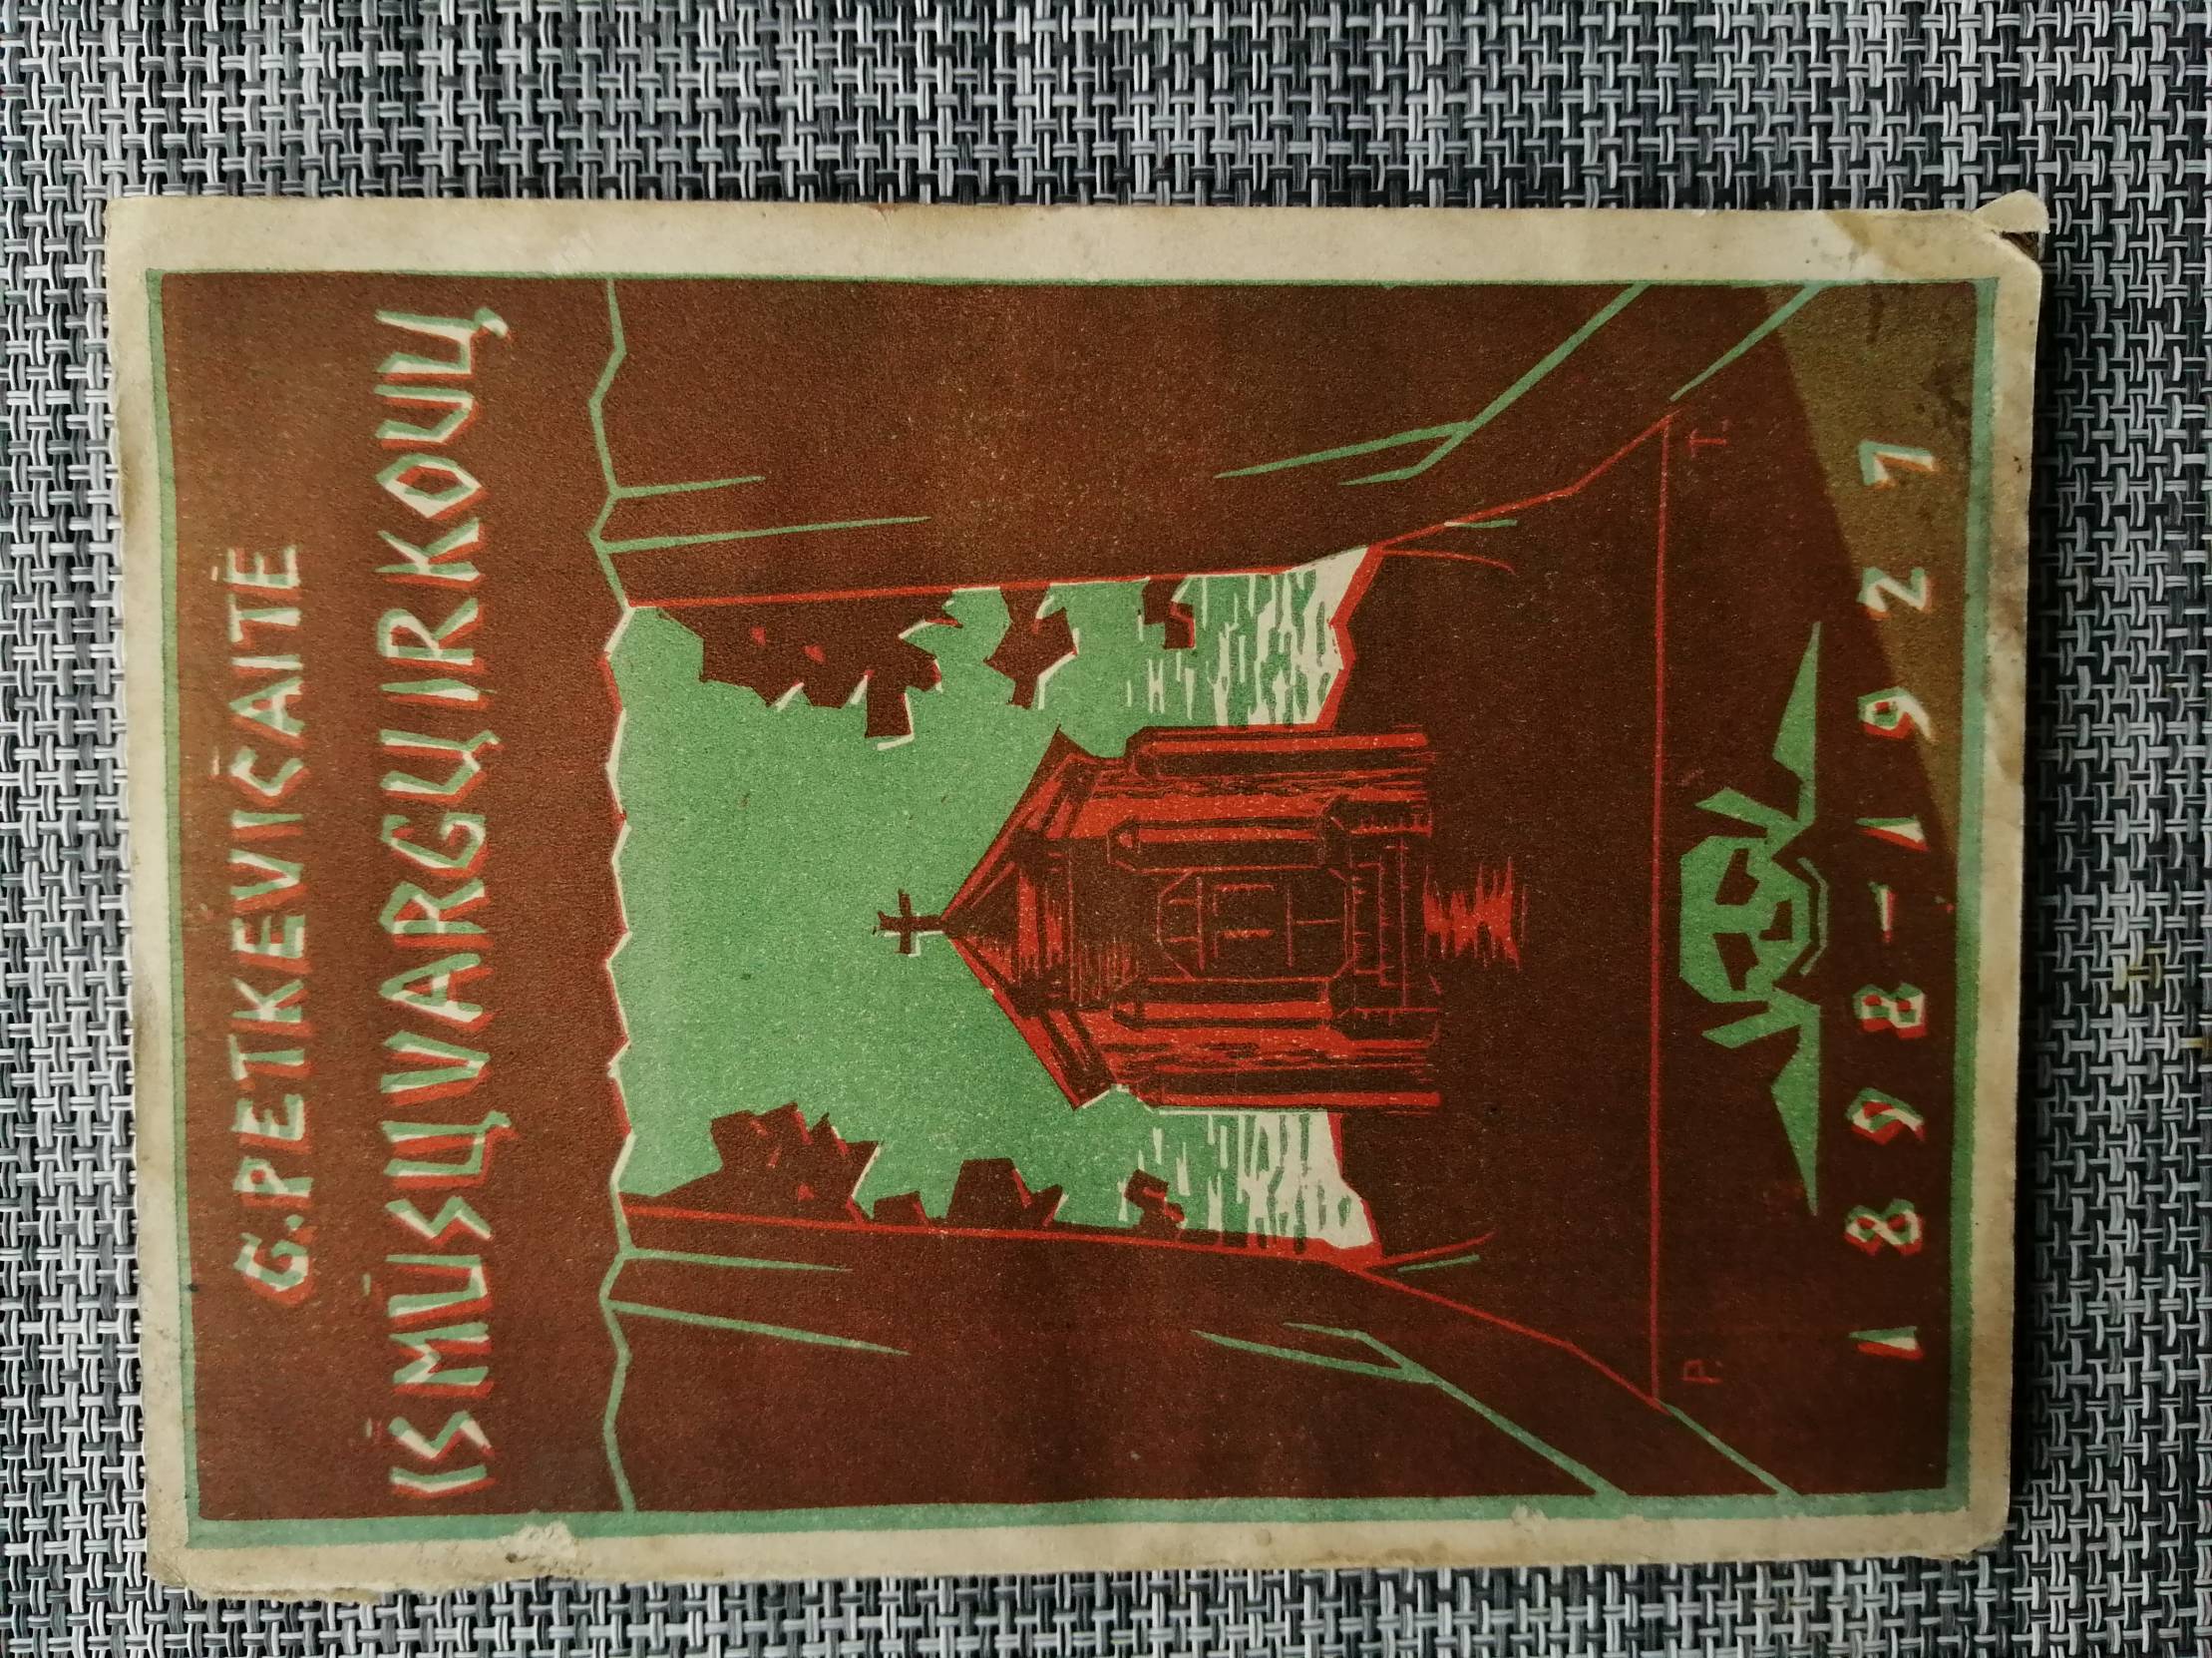 G. PETKEVIČAITĖ
IŠ MŪSŲ VARGŲ IR KOVŲ
P. T.
1898-1927